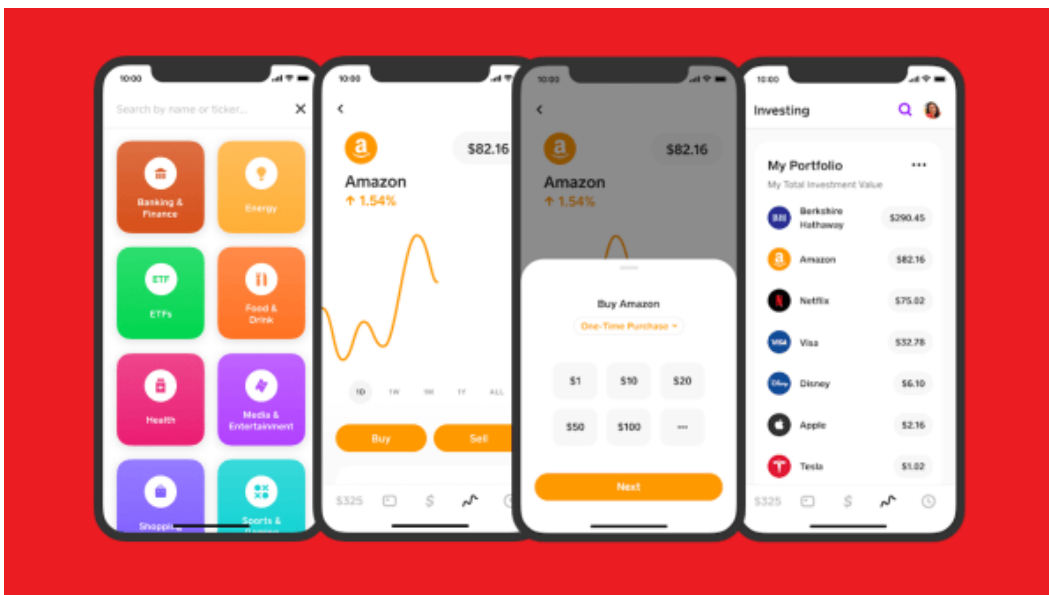 10:00
Search by name or ticker...
Banking &
Finance
Energy
ETF
ETFs
Food &
Drink
Health
Media &
Entertainment
Shopping
Sports &
10:00
a
$82.16
Amazon
↑ 1.54%
1D 1W 1M 1Y ALL
Buy Sell
$325 $
10:00
a
$82.16
Amazon
↑ 1.54%
Buy Amazon
One-Time Purchase
$1 $10 $20
$50 $100 ...
Next
10:00
Investing
My Portfolio ...
My Total Investment Value
BH
Berkshire
Hathaway
$290.45
a Amazon $82.16
N Netflix $75.02
VISA Visa $32.78
Disney Disney $6.10
Apple $2.16
T Tesla $1.02
$325 $